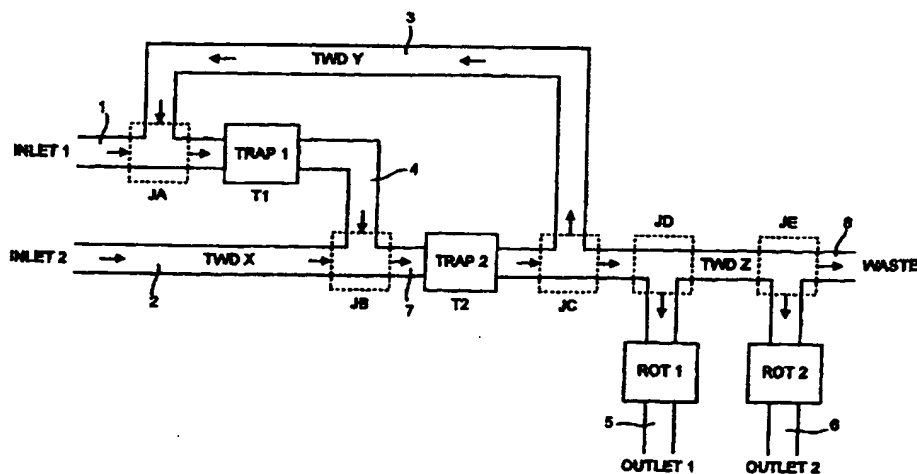 3
TWD Y
1
INLET 1
TRAP 1
4
JA
T1
JD
JE
8
INLET 2
TWD X
TRAP 2
TWD Z
WASTE
2
JB
7
T2
JC
ROT 1
ROT 2
5
6
OUTLET 1
OUTLET 2